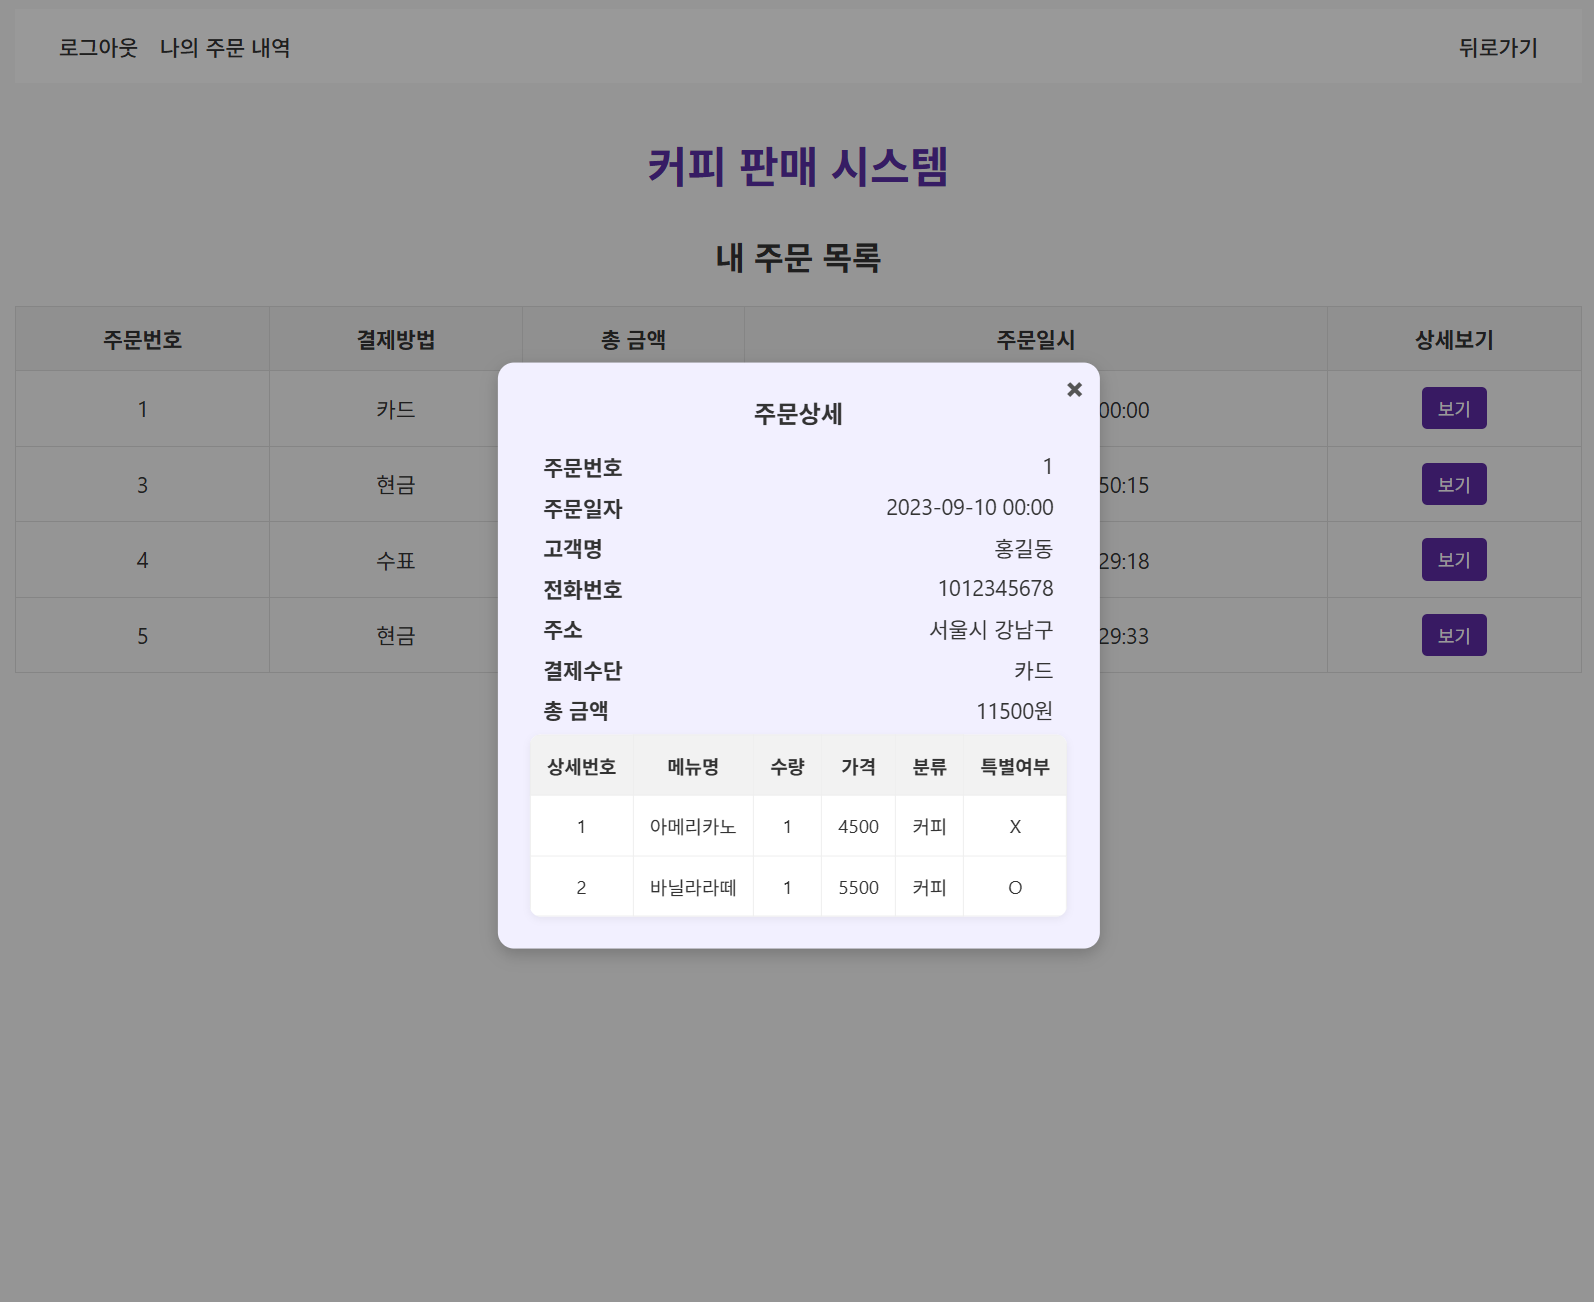 로그아웃 나의 주문 내역 뒤로가기
커피 판매 시스템
내 주문 목록
주문번호 결제방법 총 금액 주문일시 상세보기
1 카드 00:00 보기
3 현금 50:15 보기
4 수표 29:18 보기
5 현금 29:33 보기
✖
주문상세
주문번호 1
주문일자 2023-09-10 00:00
고객명 홍길동
전화번호 1012345678
주소 서울시 강남구
결제수단 카드
총 금액 11500원
상세번호 메뉴명 수량 가격 분류 특별여부
1 아메리카노 1 4500 커피 X
2 바닐라라떼 1 5500 커피 O